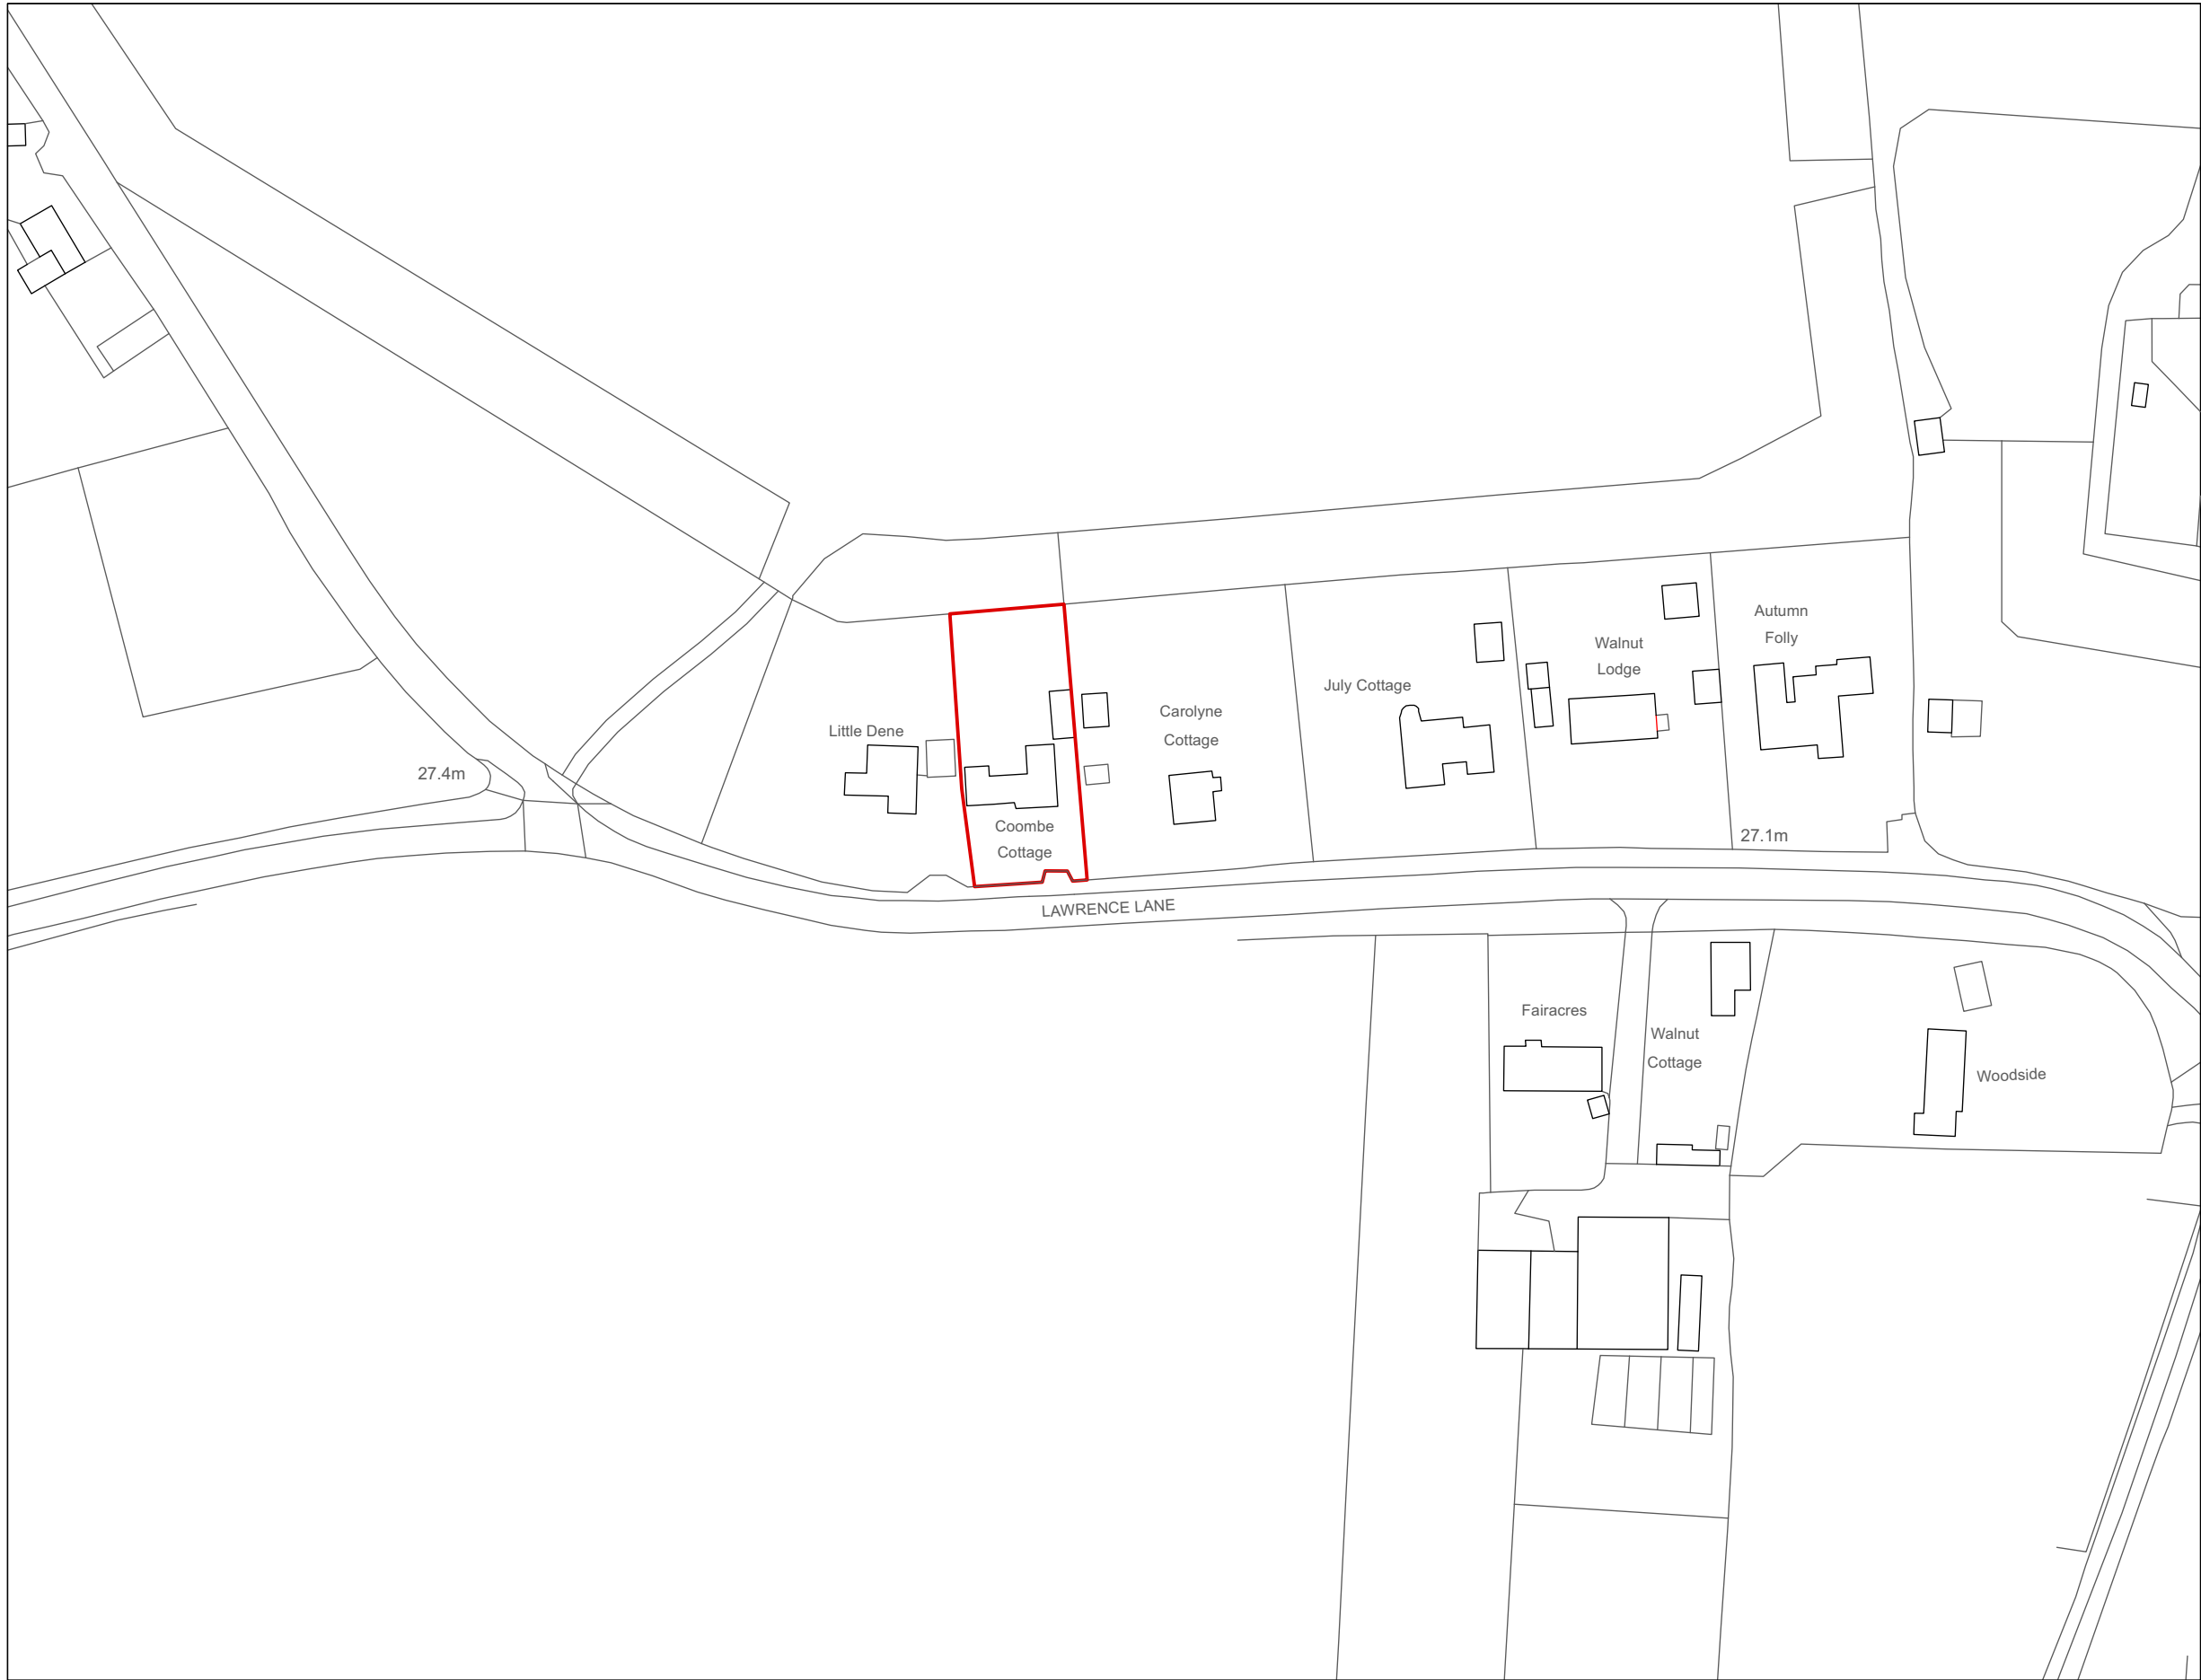 Autumn
Folly
Walnut
Lodge
July Cottage
Carolyne
Cottage
Little Dene
27.4m
Coombe
Cottage
27.1m
LAWRENCE LANE
Fairacres
Walnut
Cottage
Woodside